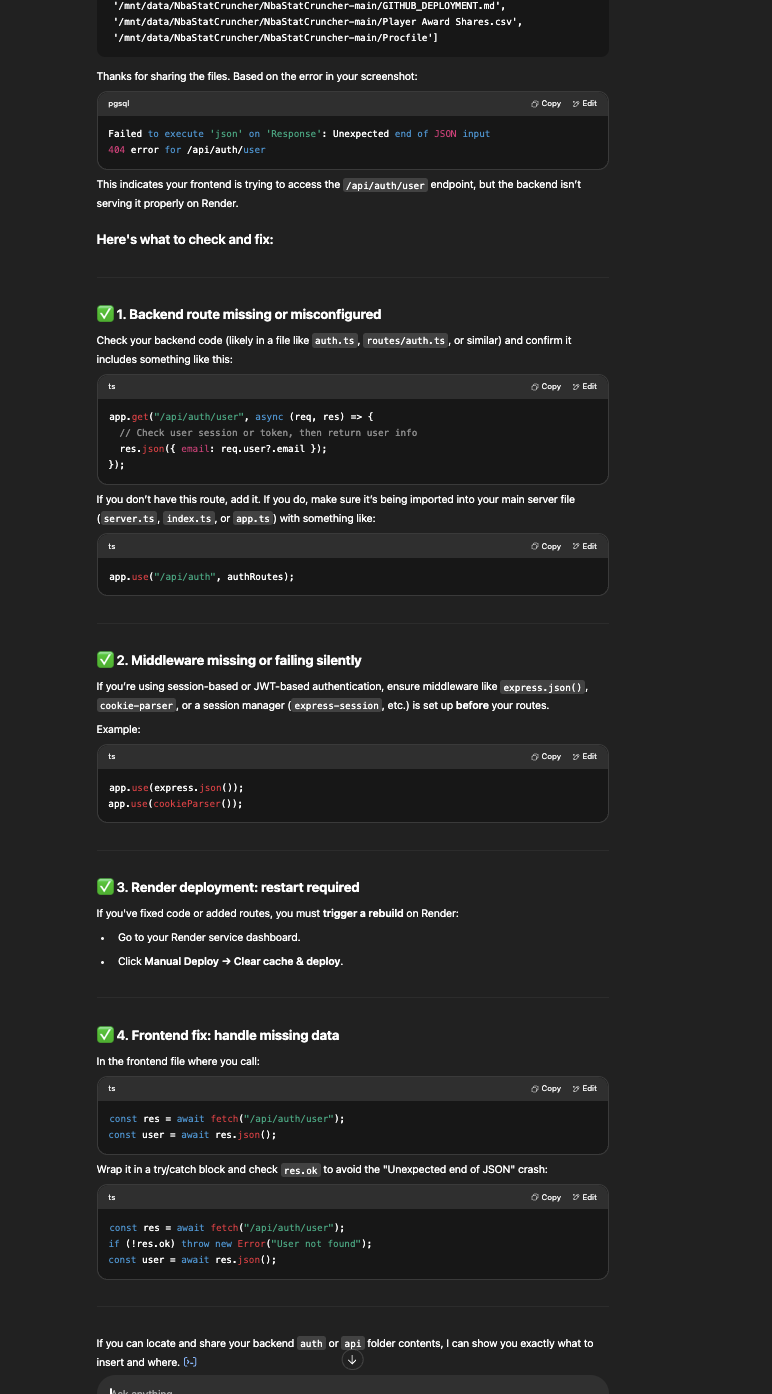 '/mnt/data/NbaStatCruncher/NbaStatCruncher-main/GITHUB_DEPLOYMENT.md',
'/mnt/data/NbaStatCruncher/NbaStatCruncher-main/Player Award Shares.csv',
'/mnt/data/NbaStatCruncher/NbaStatCruncher-main/Procfile']
Thanks for sharing the files. Based on the error in your screenshot:
pgsql Copy Edit
Failed to execute 'json' on 'Response': Unexpected end of JSON input
404 error for /api/auth/user
This indicates your frontend is trying to access the /api/auth/user endpoint, but the backend isn't
serving it properly on Render.
Here's what to check and fix:
✅ 1. Backend route missing or misconfigured
Check your backend code (likely in a file like auth.ts, routes/auth.ts, or similar) and confirm it
includes something like this:
ts Copy Edit
app.get("/api/auth/user", async (req, res) => {
  // Check user session or token, then return user info
  res.json({ email: req.user?.email });
});
If you don't have this route, add it. If you do, make sure it's being imported into your main server file
(server.ts, index.ts, or app.ts) with something like:
ts Copy Edit
app.use("/api/auth", authRoutes);
✅ 2. Middleware missing or failing silently
If you're using session-based or JWT-based authentication, ensure middleware like express.json(),
cookie-parser, or a session manager (express-session, etc.) is set up before your routes.
Example:
ts Copy Edit
app.use(express.json());
app.use(cookieParser());
✅ 3. Render deployment: restart required
If you've fixed code or added routes, you must trigger a rebuild on Render:
• Go to your Render service dashboard.
• Click Manual Deploy → Clear cache & deploy.
✅ 4. Frontend fix: handle missing data
In the frontend file where you call:
ts Copy Edit
const res = await fetch("/api/auth/user");
const user = await res.json();
Wrap it in a try/catch block and check res.ok to avoid the "Unexpected end of JSON" crash:
ts Copy Edit
const res = await fetch("/api/auth/user");
if (!res.ok) throw new Error("User not found");
const user = await res.json();
If you can locate and share your backend auth or api folder contents, I can show you exactly what to
insert and where. [>-]
Ask anything